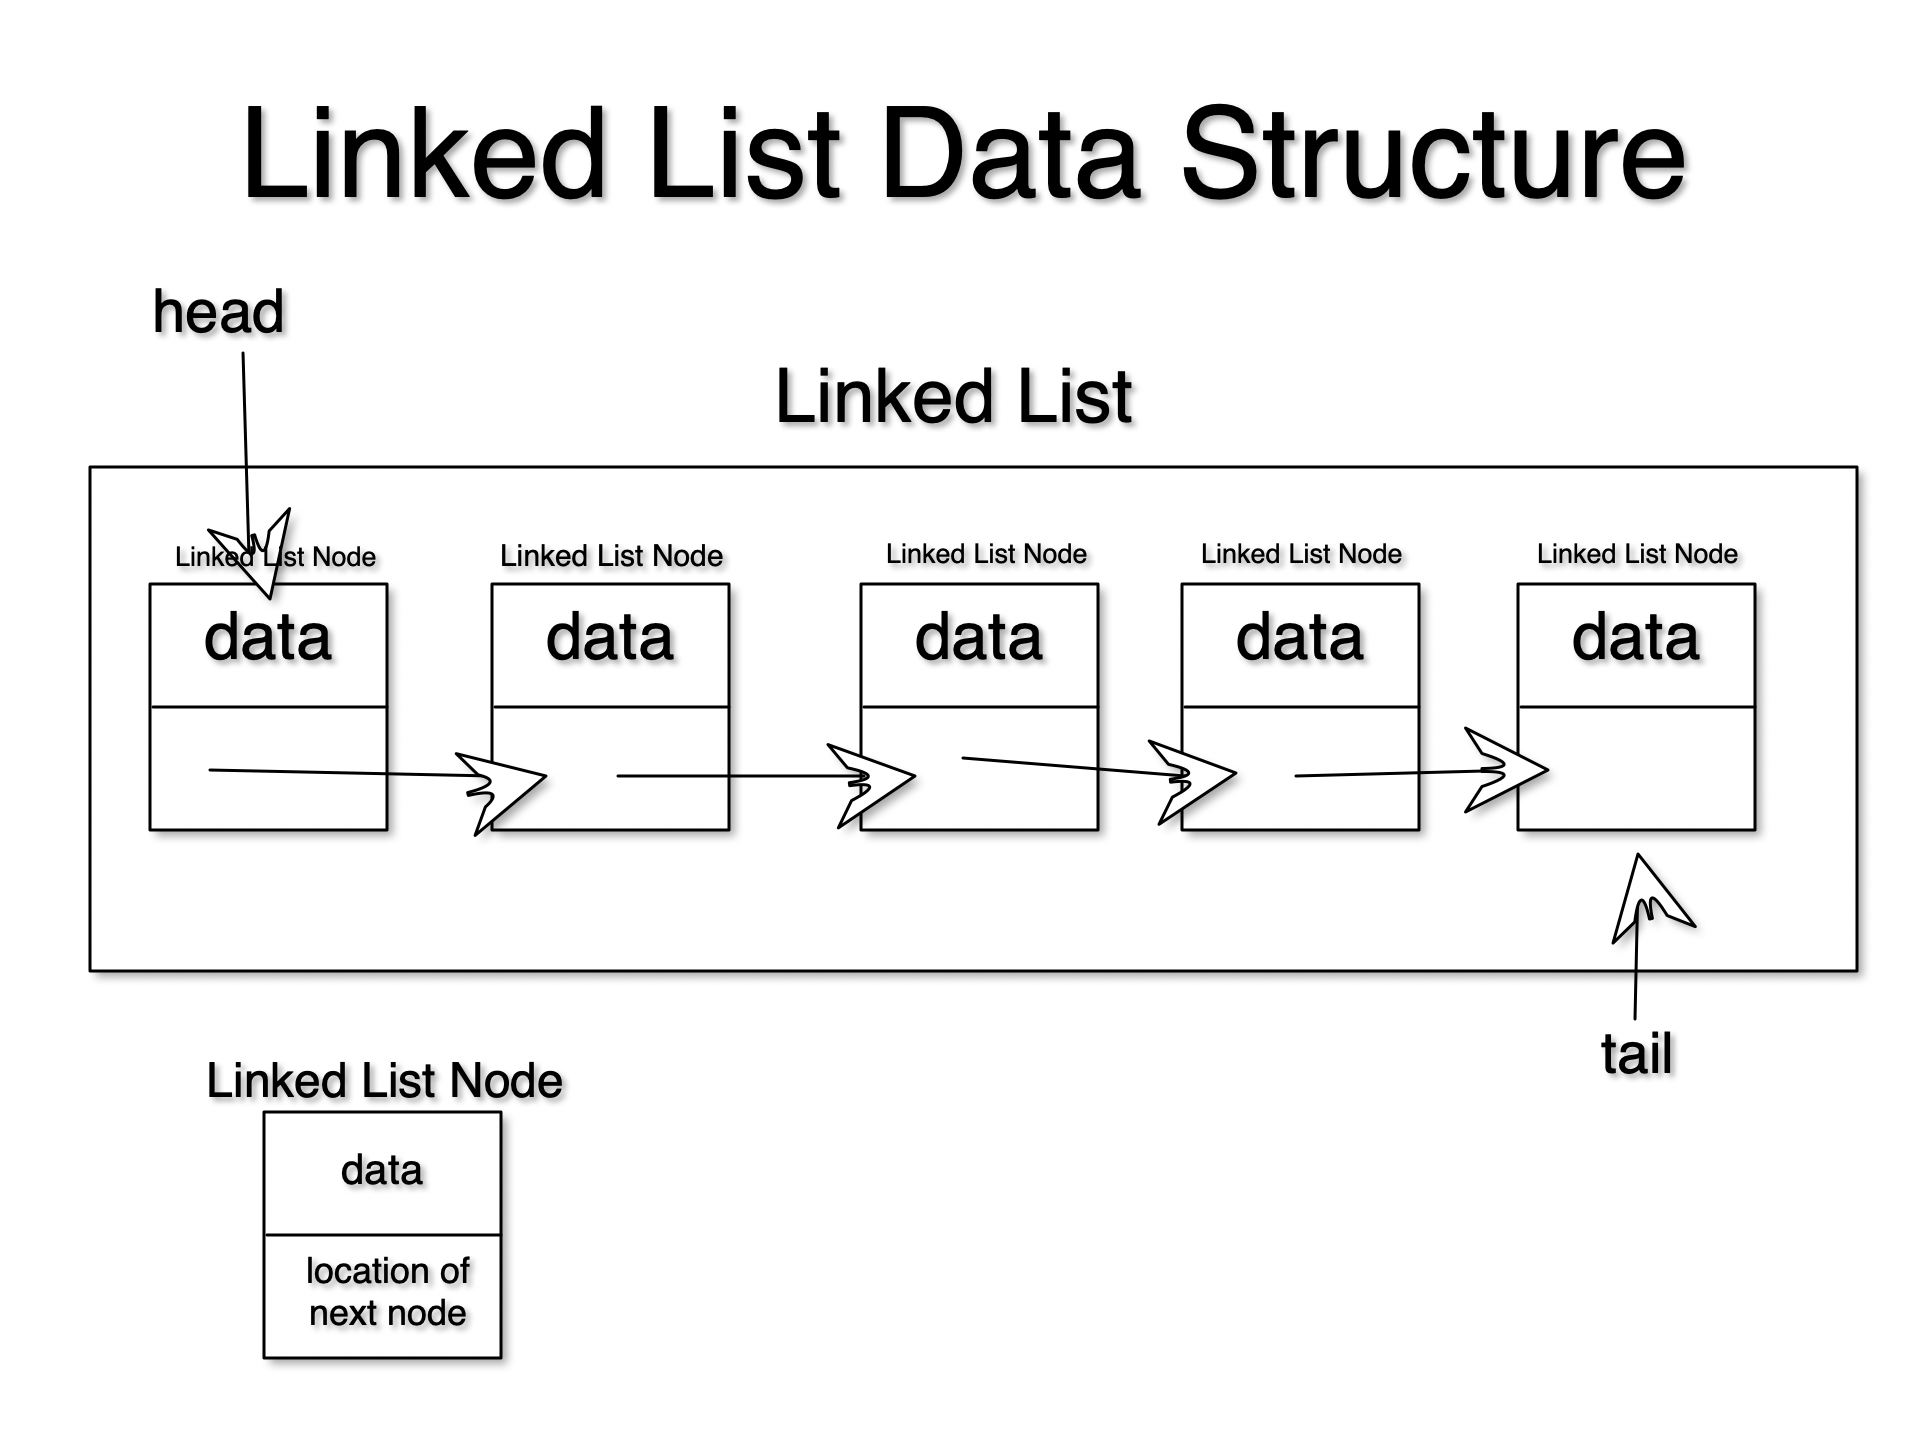 Linked List Data Structure
head
Linked List
Linked List Node
Linked List Node
Linked List Node
Linked List Node
Linked List Node
data
data
data
data
data
tail
Linked List Node
data
location of
next node